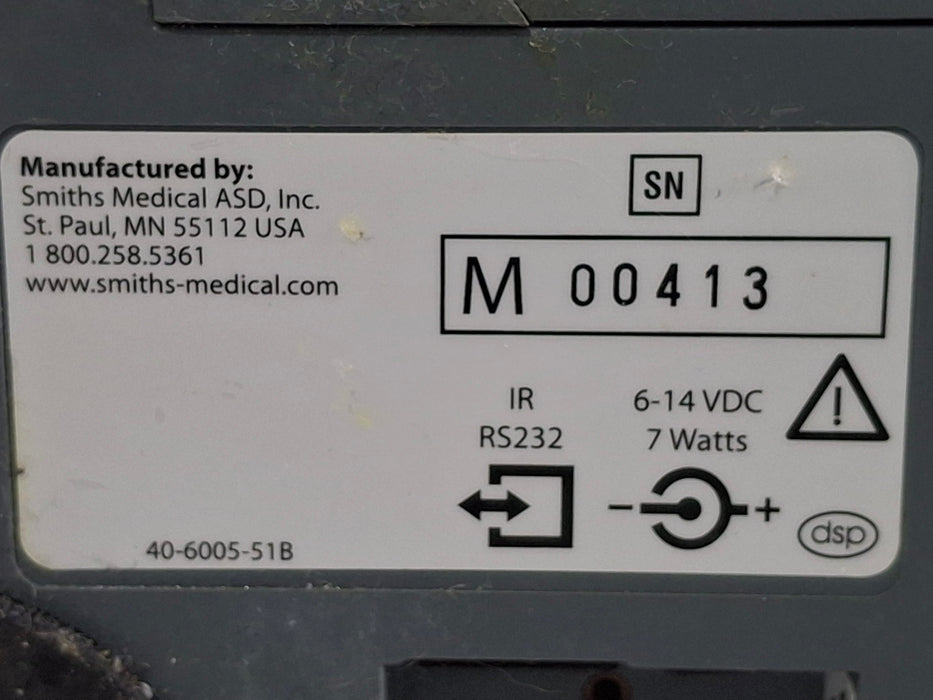 Manufactured by:
Smiths Medical ASD, Inc.
St. Paul, MN 55112 USA
1 800.258.5361
www.smiths-medical.com
SN
M 00413
IR
RS232
6-14 VDC
7 Watts
!
- +
dsp
40-6005-51B